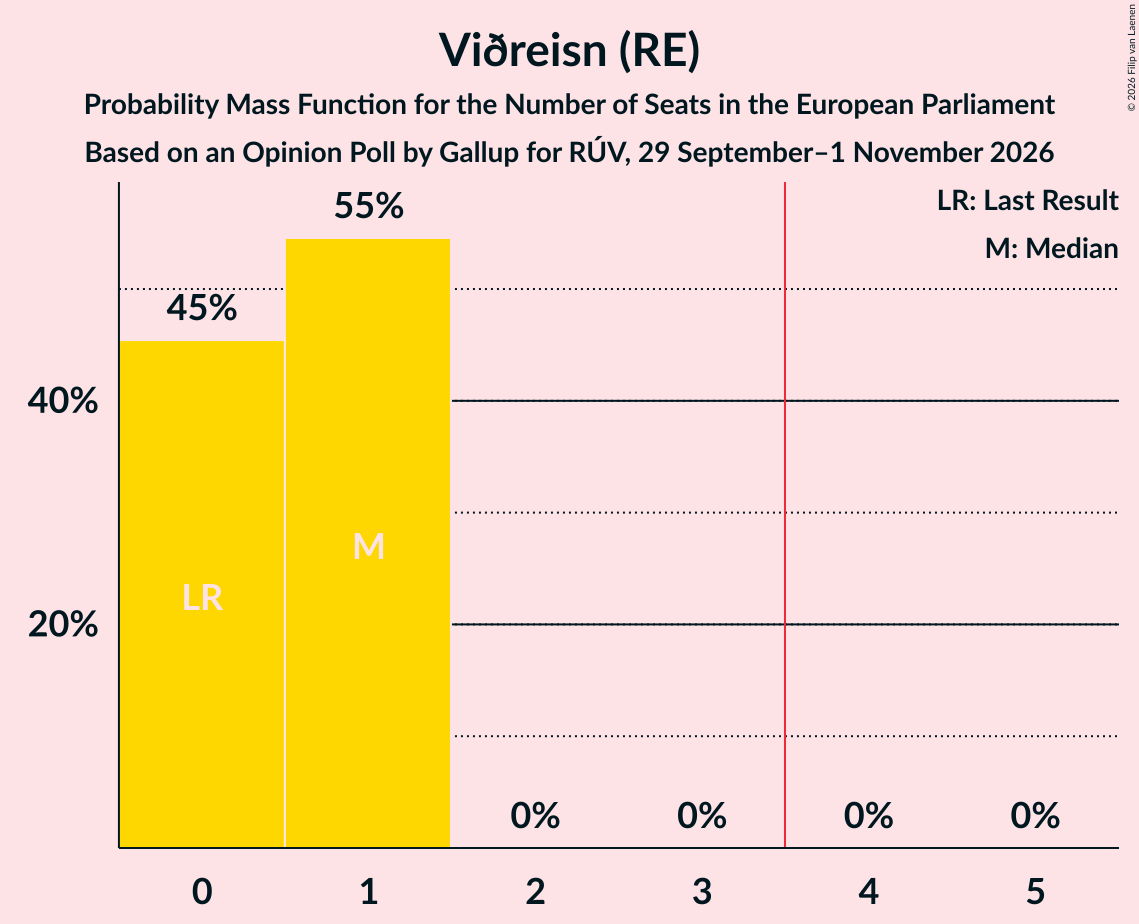 Viðreisn (RE)
Probability Mass Function for the Number of Seats in the European Parliament
Based on an Opinion Poll by Gallup for RÚV, 29 September–1 November 2026
© 2026 Filip van Laenen
LR: Last Result
M: Median
55%
45%
40%
20%
M
LR
0% 0% 0% 0%
0 1 2 3 4 5